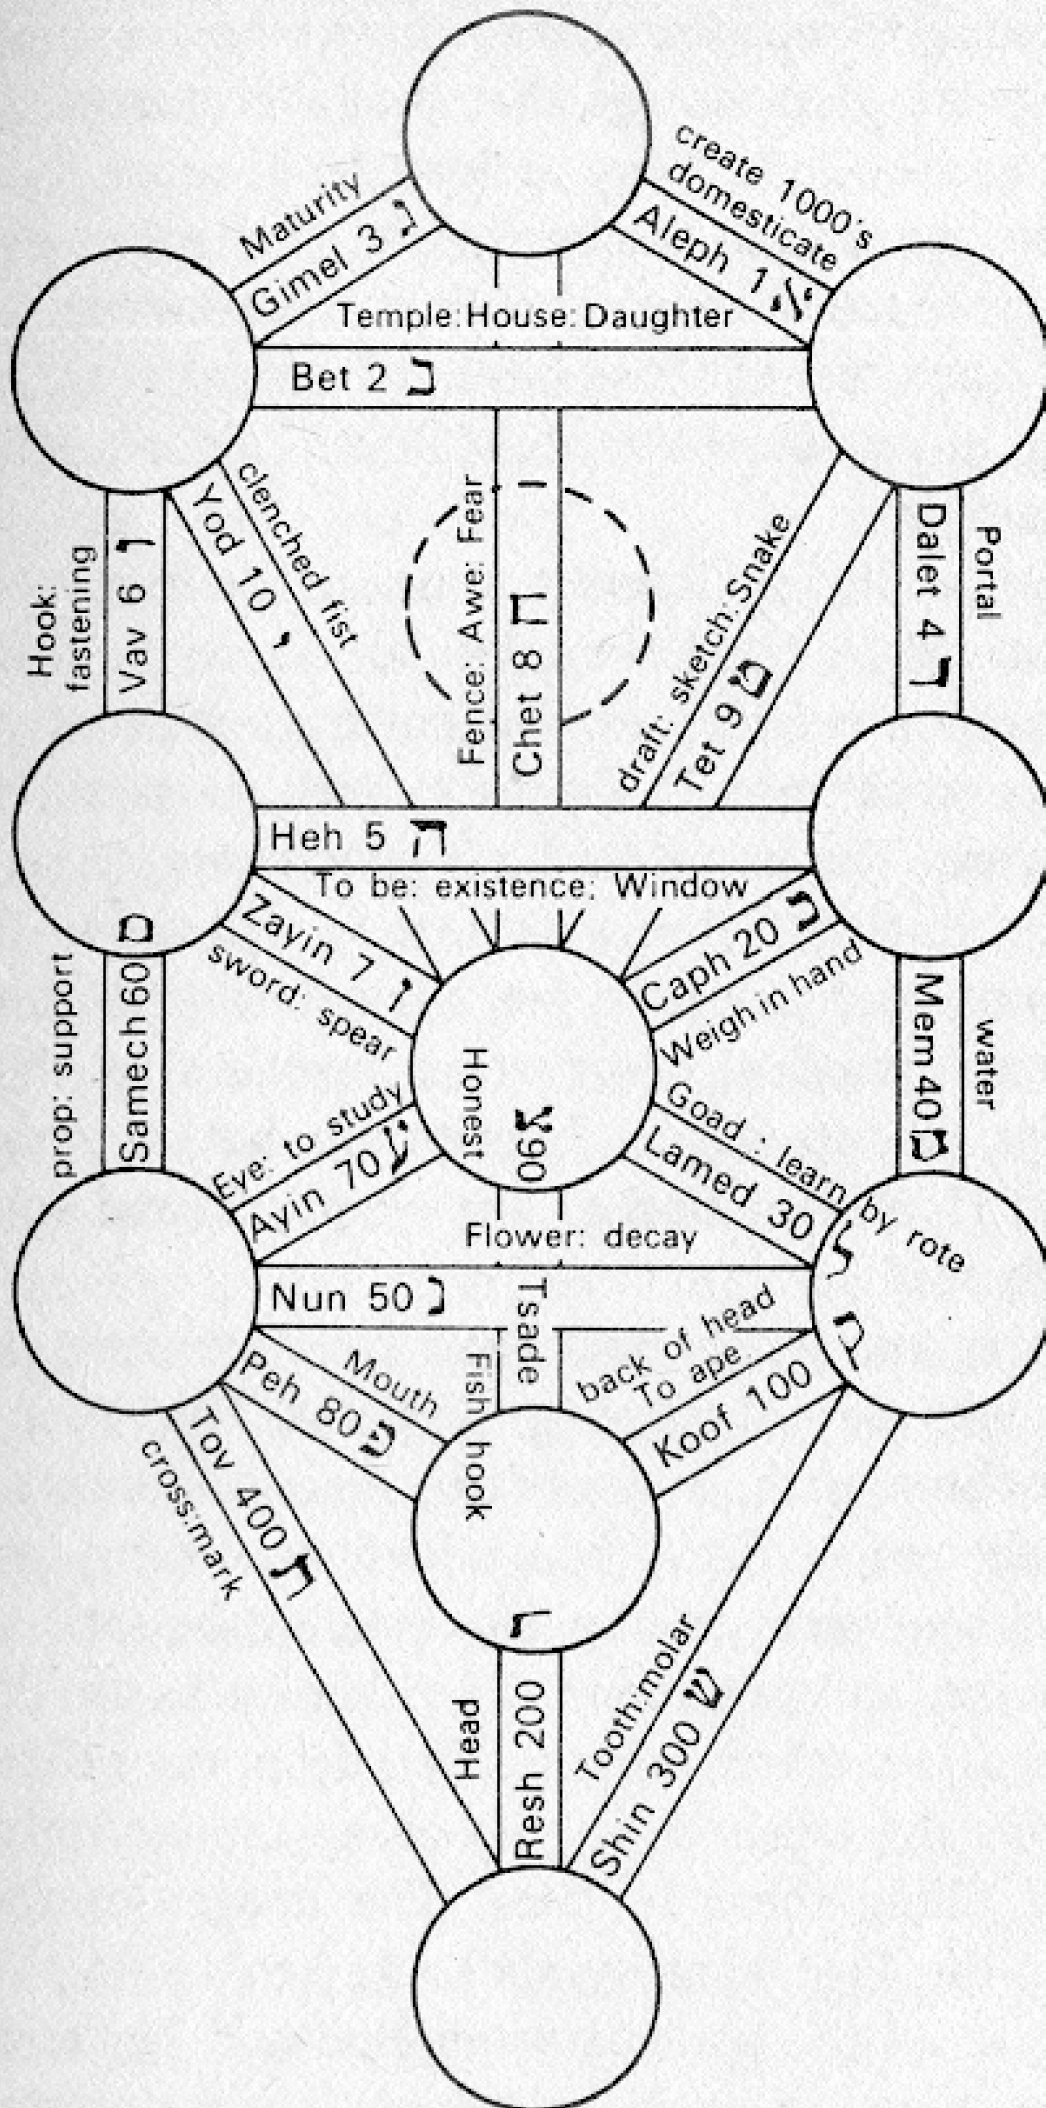 Maturity
Gimel 3 ג
create 1000's
domesticate
Aleph 1 א
Temple: House: Daughter
Bet 2 ב
clenched fist
Yod 10 י
Hook:
fastening
Vav 6 ו
Fence: Awe: Fear
Chet 8 ח
draft: sketch: Snake
Tet 9 ט
Portal
Dalet 4 ד
Heh 5 ה
To be: existence: Window
Zayin 7 ז
sword: spear
Caph 20 כ
Weigh in hand
prop: support
Samech 60 ס
Honest
צ 90
Tsade
Fish hook
water
Mem 40 מ
Eye: to study
Ayin 70 ע
Goad : learn by rote
Lamed 30 ל
Flower: decay
Nun 50 נ
Mouth
Peh 80 פ
back of head
To ape
Koof 100 ק
Tov 400 ת
cross:mark
Head
Resh 200 ר
Tooth:molar
Shin 300 ש